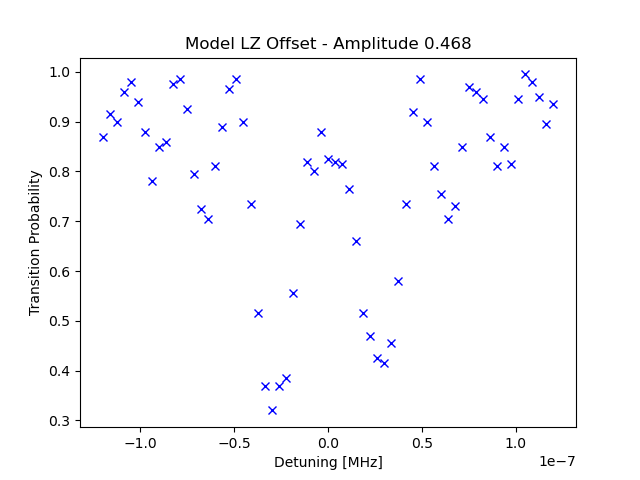 Model LZ Offset - Amplitude 0.468
Transition Probability
1.0
0.9
0.8
0.7
0.6
0.5
0.4
0.3
−1.0 −0.5 0.0 0.5 1.0
1e−7
Detuning [MHz]